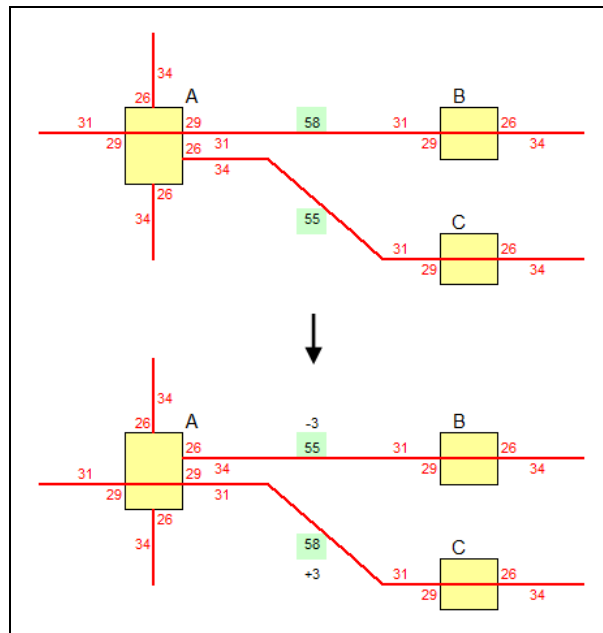 34
26 A B
31 29 58 31 26
29 26 31 29 34
34
26 C
34 55 31 26
29 34
34
26 A -3 B
26 55 31 26
31 34 29 34
29 29
26 31 C
34 58 31 26
+3 29 34